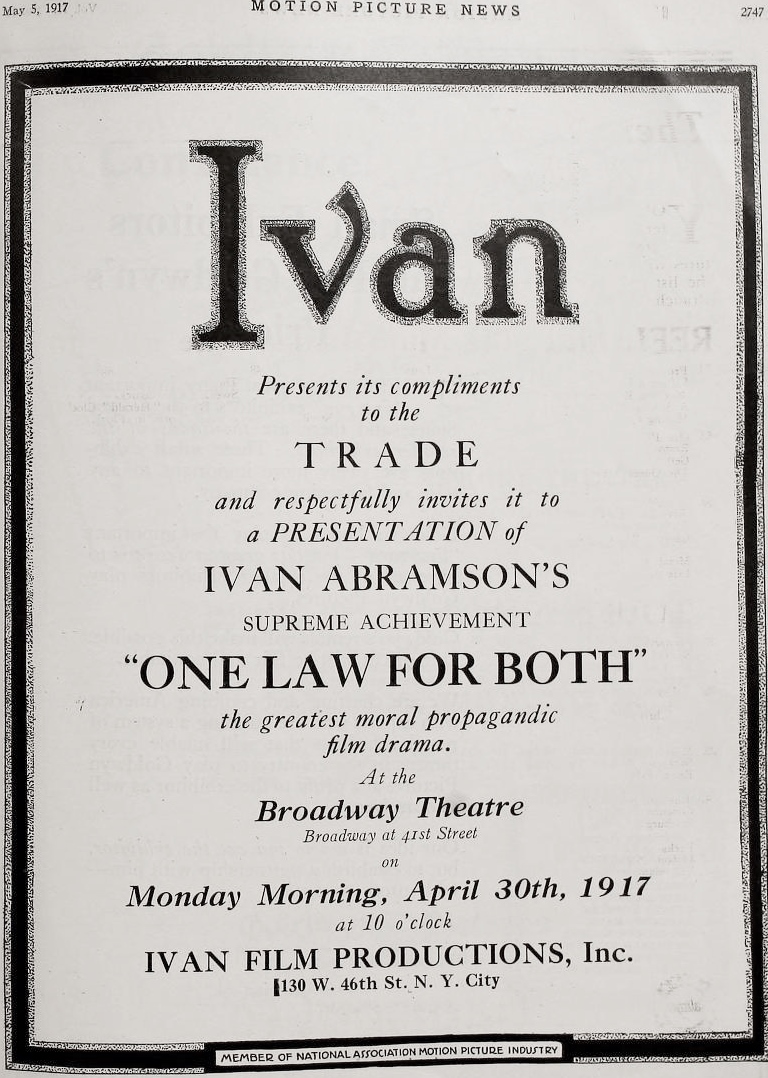 May 5, 1917
MOTION PICTURE NEWS
2747
Ivan
Presents its compliments
to the
TRADE
and respectfully invites it to
a PRESENTATION of
IVAN ABRAMSON'S
SUPREME ACHIEVEMENT
"ONE LAW FOR BOTH"
the greatest moral propagandic
film drama.
At the
Broadway Theatre
Broadway at 41st Street
on
Monday Morning, April 30th, 1917
at 10 o'clock
IVAN FILM PRODUCTIONS, Inc.
130 W. 46th St. N. Y. City
MEMBER OF NATIONAL ASSOCIATION MOTION PICTURE INDUSTRY